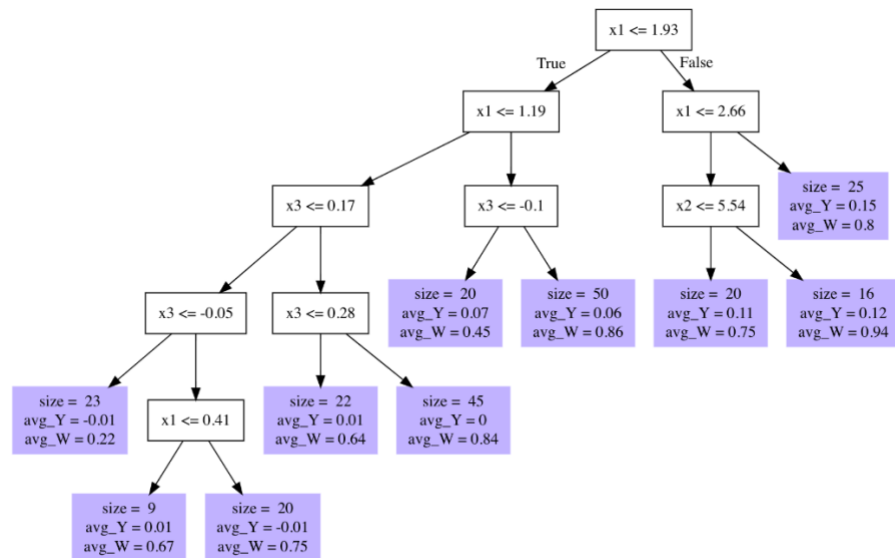 x1 <= 1.93
True
False
x1 <= 1.19
x1 <= 2.66
x3 <= 0.17
x3 <= -0.1
x2 <= 5.54
size = 25
avg_Y = 0.15
avg_W = 0.8
x3 <= -0.05
x3 <= 0.28
size = 20
avg_Y = 0.07
avg_W = 0.45
size = 50
avg_Y = 0.06
avg_W = 0.86
size = 20
avg_Y = 0.11
avg_W = 0.75
size = 16
avg_Y = 0.12
avg_W = 0.94
size = 23
avg_Y = -0.01
avg_W = 0.22
x1 <= 0.41
size = 22
avg_Y = 0.01
avg_W = 0.64
size = 45
avg_Y = 0
avg_W = 0.84
size = 9
avg_Y = 0.01
avg_W = 0.67
size = 20
avg_Y = -0.01
avg_W = 0.75